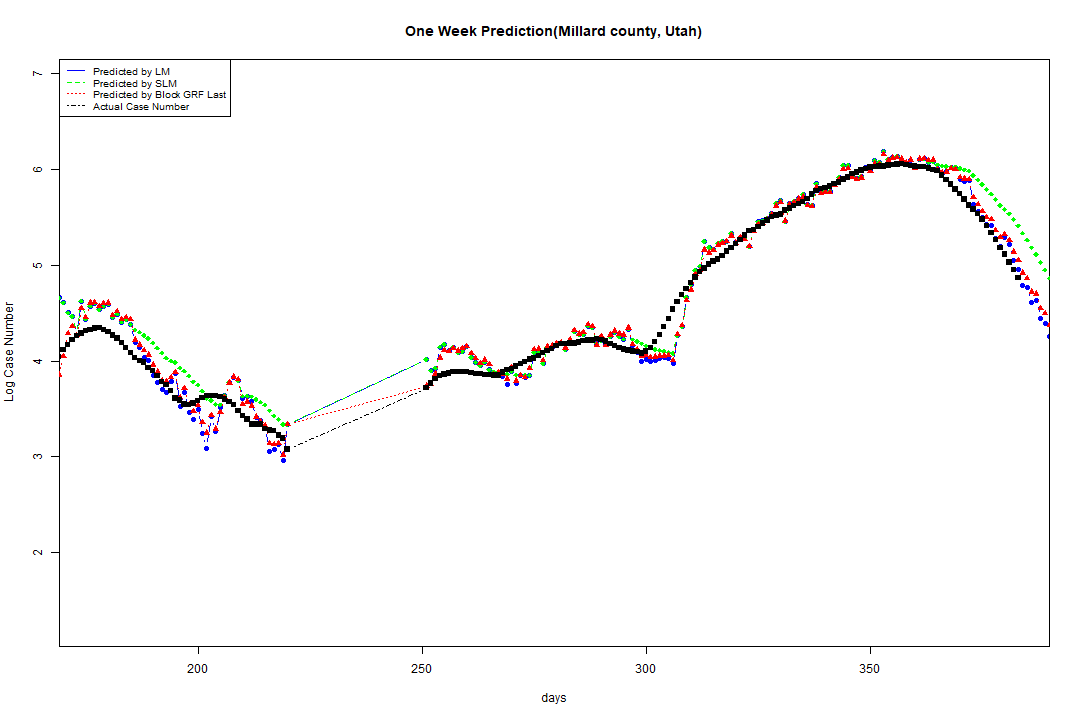 One Week Prediction(Millard county, Utah)
Predicted by LM
Predicted by SLM
Predicted by Block GRF Last
Actual Case Number
7
6
5
4
3
2
Log Case Number
200
250
300
350
days